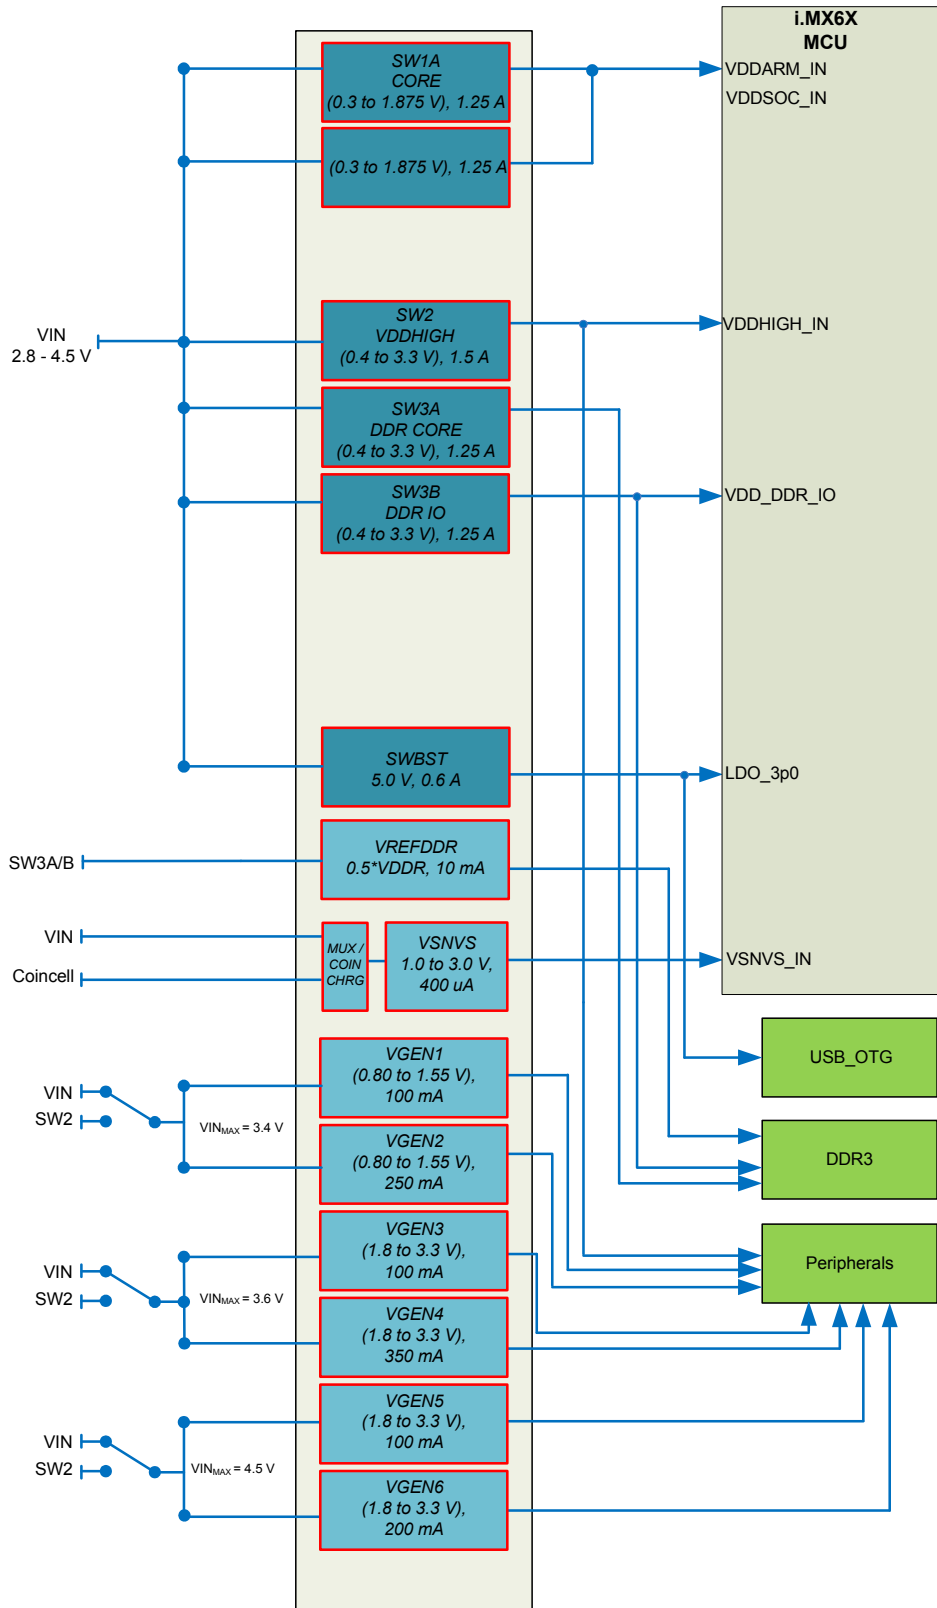 i.MX6X
MCU
SW1A
CORE
(0.3 to 1.875 V), 1.25 A
VDDARM_IN
VDDSOC_IN
(0.3 to 1.875 V), 1.25 A
VIN
2.8 - 4.5 V
SW2
VDDHIGH
(0.4 to 3.3 V), 1.5 A
VDDHIGH_IN
SW3A
DDR CORE
(0.4 to 3.3 V), 1.25 A
SW3B
DDR IO
(0.4 to 3.3 V), 1.25 A
VDD_DDR_IO
SWBST
5.0 V, 0.6 A
LDO_3p0
SW3A/B
VREFDDR
0.5*VDDR, 10 mA
VIN
Coincell
MUX /
COIN
CHRG
VSNVS
1.0 to 3.0 V,
400 uA
VSNVS_IN
USB_OTG
VIN
SW2
VINMAX = 3.4 V
VGEN1
(0.80 to 1.55 V),
100 mA
VGEN2
(0.80 to 1.55 V),
250 mA
DDR3
VIN
SW2
VINMAX = 3.6 V
VGEN3
(1.8 to 3.3 V),
100 mA
VGEN4
(1.8 to 3.3 V),
350 mA
Peripherals
VIN
SW2
VINMAX = 4.5 V
VGEN5
(1.8 to 3.3 V),
100 mA
VGEN6
(1.8 to 3.3 V),
200 mA